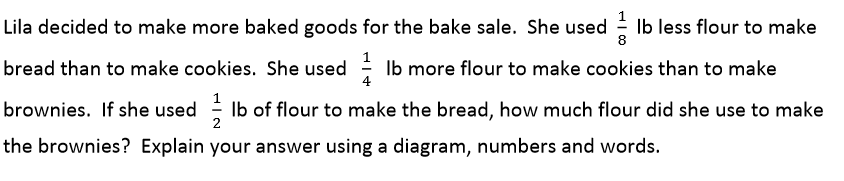 Lila decided to make more baked goods for the bake sale.  She used 1/8 lb less flour to make
bread than to make cookies.  She used 1/4 lb more flour to make cookies than to make
brownies.  If she used 1/2 lb of flour to make the bread, how much flour did she use to make
the brownies?  Explain your answer using a diagram, numbers and words.